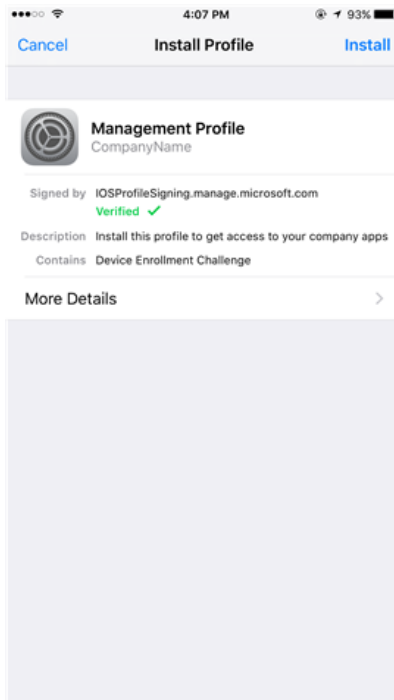 4:07 PM 93%
Cancel Install Profile Install
Management Profile
CompanyName
Signed by IOSProfileSigning.manage.microsoft.com
Verified ✓
Description Install this profile to get access to your company apps
Contains Device Enrollment Challenge
More Details